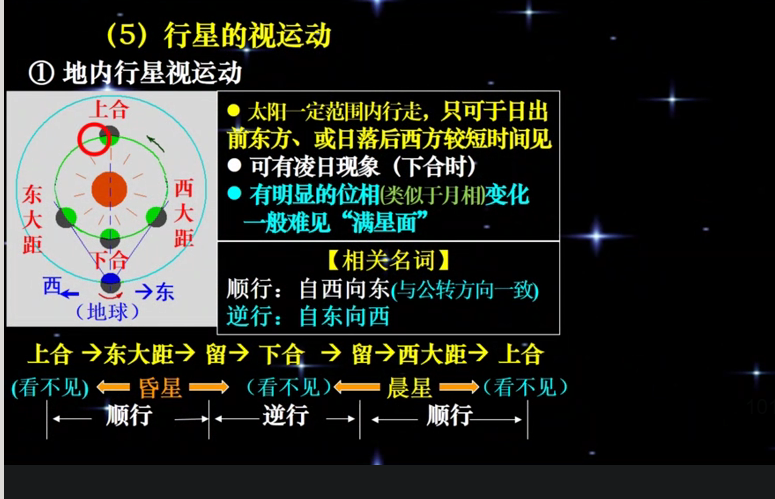 （5）行星的视运动
① 地内行星视运动
上合
东大距
西大距
下合
西
东
（地球）
● 太阳一定范围内行走，只可于日出
前东方、或日落后西方较短时间见
● 可有凌日现象（下合时）
● 有明显的位相(类似于月相)变化
一般难见“满星面”
【相关名词】
顺行：自西向东(与公转方向一致)
逆行：自东向西
上合→东大距→ 留→ 下合 → 留→西大距→ 上合
(看不见) 昏星 （看不见） 晨星 （看不见）
顺行 逆行 顺行